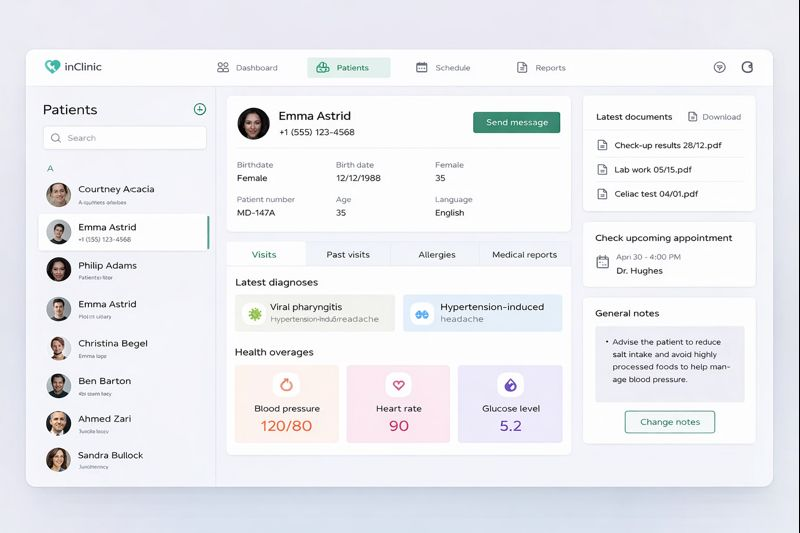 inClinic
Dashboard
Patients
Schedule
Reports
Patients
Search
A
Courtney Acacia
Emma Astrid
+1 (155) 123-4568
Philip Adams
Emma Astrid
Christina Begel
Ben Barton
Ahmed Zari
Sandra Bullock
Emma Astrid
+1 (555) 123-4568
Send message
Birthdate
Birth date
Female
Female
12/12/1988
35
Patient number
Age
Language
MD-147A
35
English
Visits
Past visits
Allergies
Medical reports
Latest diagnoses
Viral pharyngitis
Hypertension-induced
headache
Health overages
Blood pressure
120/80
Heart rate
90
Glucose level
5.2
Latest documents
Download
Check-up results 28/12.pdf
Lab work 05/15.pdf
Celiac test 04/01.pdf
Check upcoming appointment
30 - 4:00 PM
Dr. Hughes
General notes
• Advise the patient to reduce
salt intake and avoid highly
processed foods to help man-
age blood pressure.
Change notes